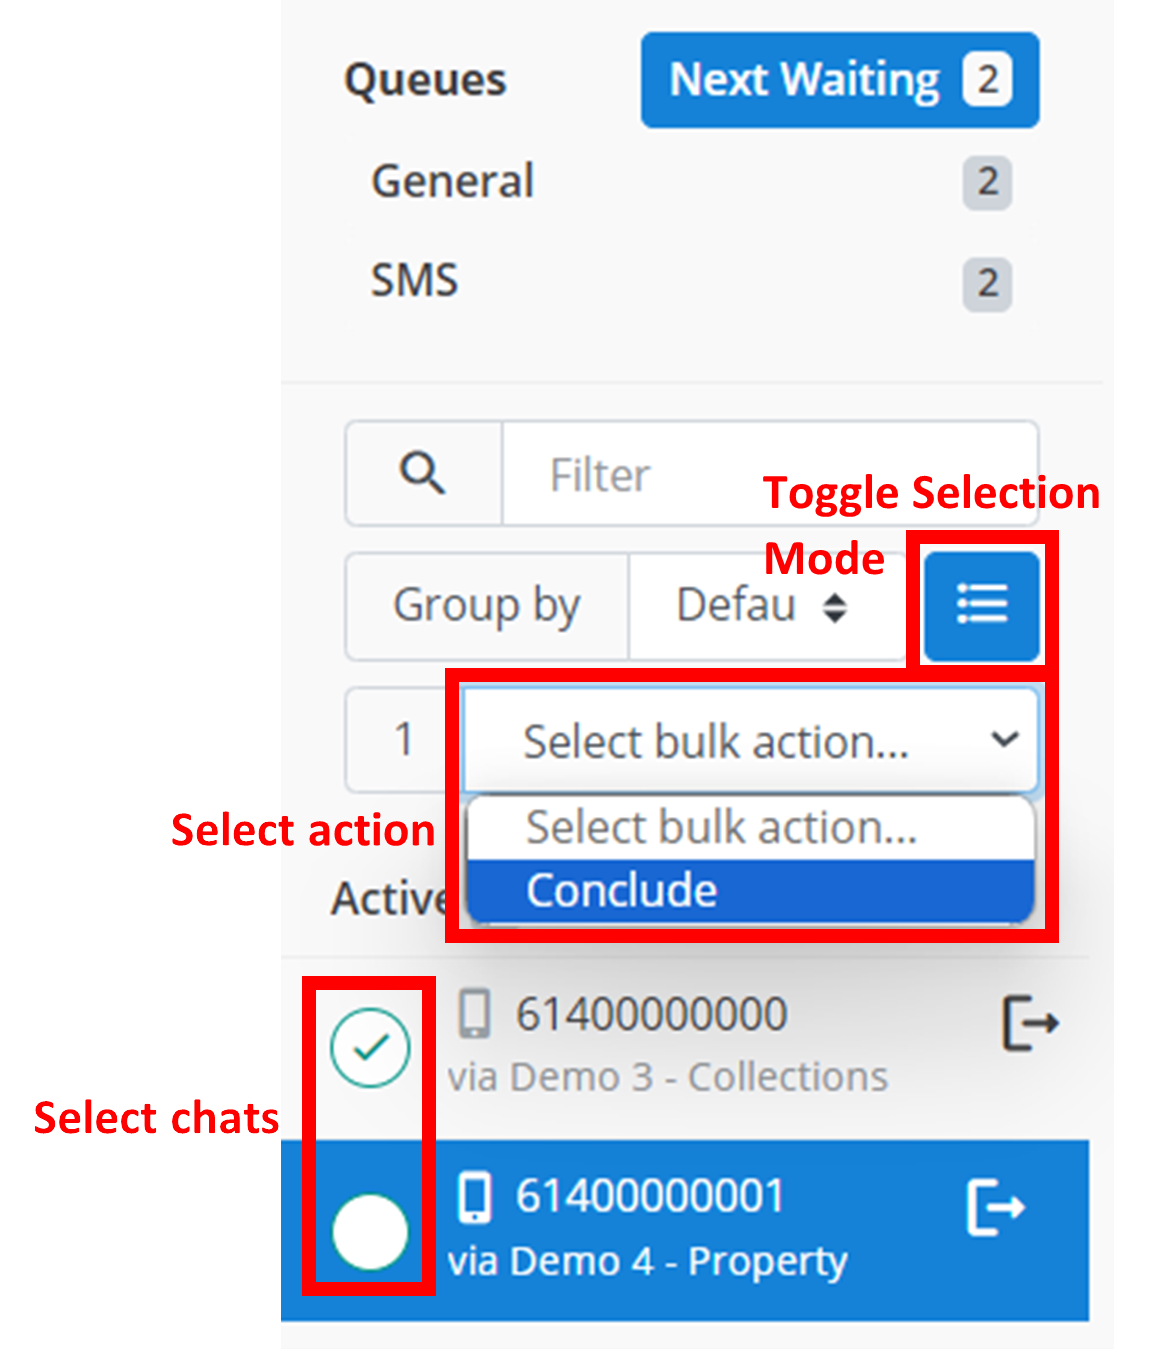 Queues
Next Waiting 2
General 2
SMS 2
Filter
Toggle Selection
Mode
Group by
Defau
1
Select bulk action...
Select action
Select bulk action...
Conclude
Active
61400000000
via Demo 3 - Collections
Select chats
61400000001
via Demo 4 - Property